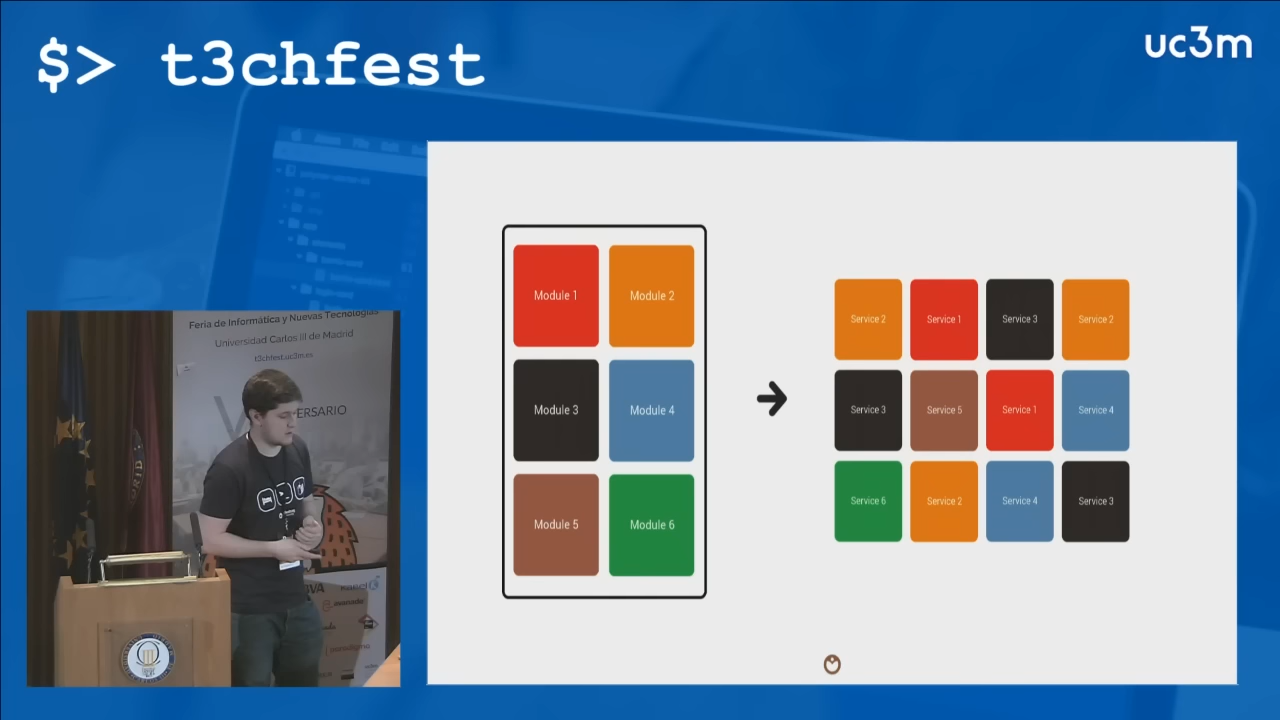 $> t3chfest
uc3m
Module 1
Module 2
Module 3
Module 4
Module 5
Module 6
Service 2
Service 1
Service 3
Service 2
Service 3
Service 5
Service 1
Service 4
Service 6
Service 2
Service 4
Service 3
Feria de Informática y Nuevas Tecnologías
Universidad Carlos III de Madrid
t3chfest.uc3m.es
ERSARIO